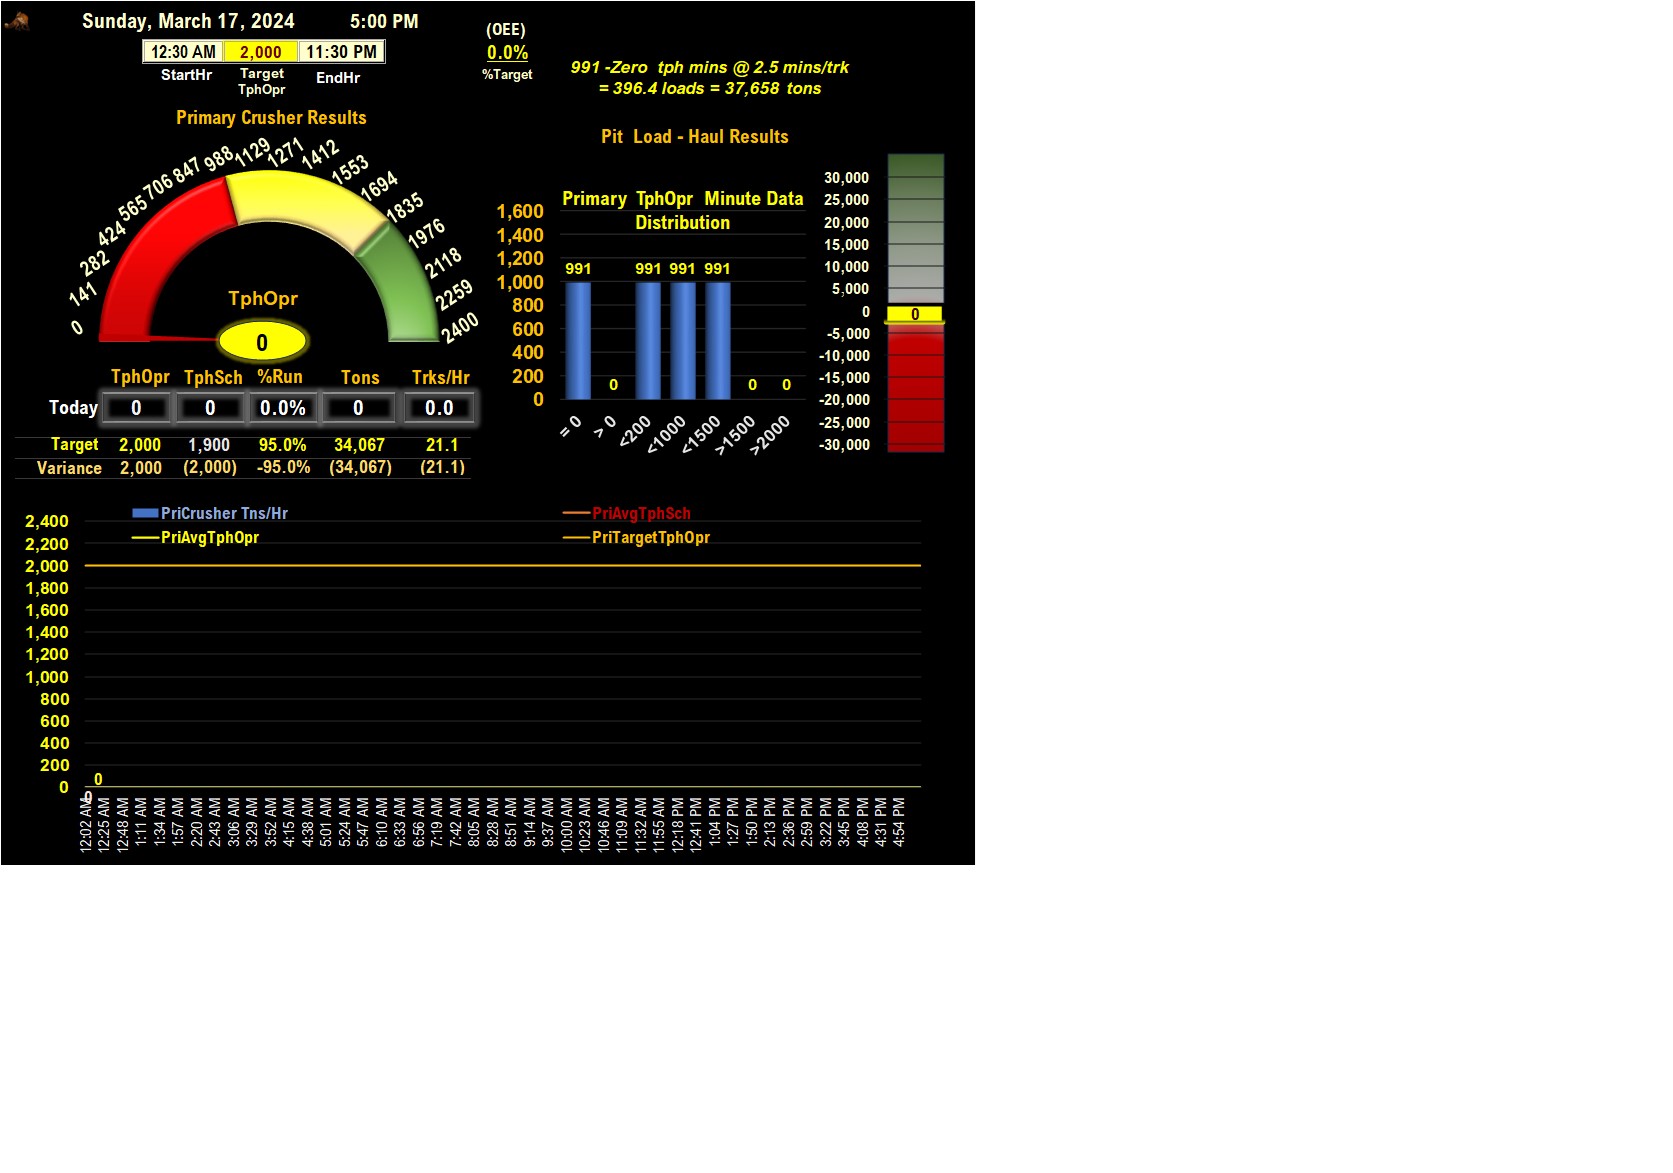 Sunday, March 17, 2024 5:00 PM
12:30 AM 2,000 11:30 PM
StartHr Target TphOpr EndHr
(OEE)
0.0%
%Target
991 -Zero tph mins @ 2.5 mins/trk
= 396.4 loads = 37,658 tons
Primary Crusher Results
0
141
282
424
565
706
847
988
1129
1271
1412
1553
1694
1835
1976
2118
2259
2400
TphOpr
0
TphOpr TphSch %Run Tons Trks/Hr
Today 0 0 0.0% 0 0.0
Target 2,000 1,900 95.0% 34,067 21.1
Variance 2,000 (2,000) -95.0% (34,067) (21.1)
Pit Load - Haul Results
Primary TphOpr Minute Data
Distribution
1,600
1,400
1,200
1,000
800
600
400
200
0
991 0 991 991 991 0 0
= 0 > 0 <200 <1000 <1500 >1500 >2000
30,000
25,000
20,000
15,000
10,000
5,000
0
-5,000
-10,000
-15,000
-20,000
-25,000
-30,000
0
PriCrusher Tns/Hr PriAvgTphSch
PriAvgTphOpr PriTargetTphOpr
2,400
2,200
2,000
1,800
1,600
1,400
1,200
1,000
800
600
400
200
0
0
0
12:02 AM
12:25 AM
12:48 AM
1:11 AM
1:34 AM
1:57 AM
2:20 AM
2:43 AM
3:06 AM
3:29 AM
3:52 AM
4:15 AM
4:38 AM
5:01 AM
5:24 AM
5:47 AM
6:10 AM
6:33 AM
6:56 AM
7:19 AM
7:42 AM
8:05 AM
8:28 AM
8:51 AM
9:14 AM
9:37 AM
10:00 AM
10:23 AM
10:46 AM
11:09 AM
11:32 AM
11:55 AM
12:18 PM
12:41 PM
1:04 PM
1:27 PM
1:50 PM
2:13 PM
2:36 PM
2:59 PM
3:22 PM
3:45 PM
4:08 PM
4:31 PM
4:54 PM